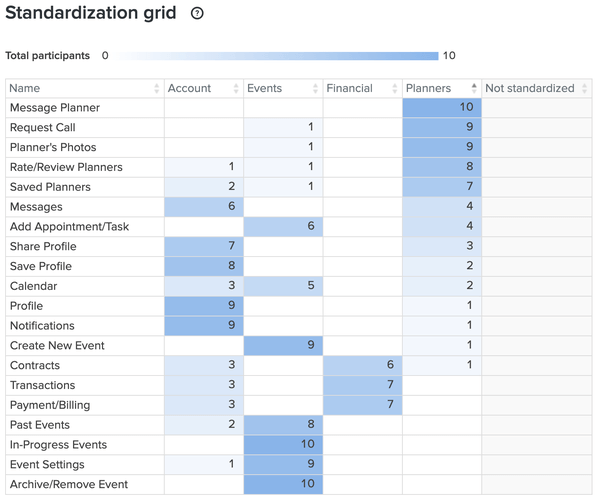 Standardization grid ?
Total participants 0 10
Name Account Events Financial Planners Not standardized
Message Planner 10
Request Call 1 9
Planner's Photos 1 9
Rate/Review Planners 1 1 8
Saved Planners 2 1 7
Messages 6 4
Add Appointment/Task 6 4
Share Profile 7 3
Save Profile 8 2
Calendar 3 5 2
Profile 9 1
Notifications 9 1
Create New Event 9 1
Contracts 3 6 1
Transactions 3 7
Payment/Billing 3 7
Past Events 2 8
In-Progress Events 10
Event Settings 1 9
Archive/Remove Event 10